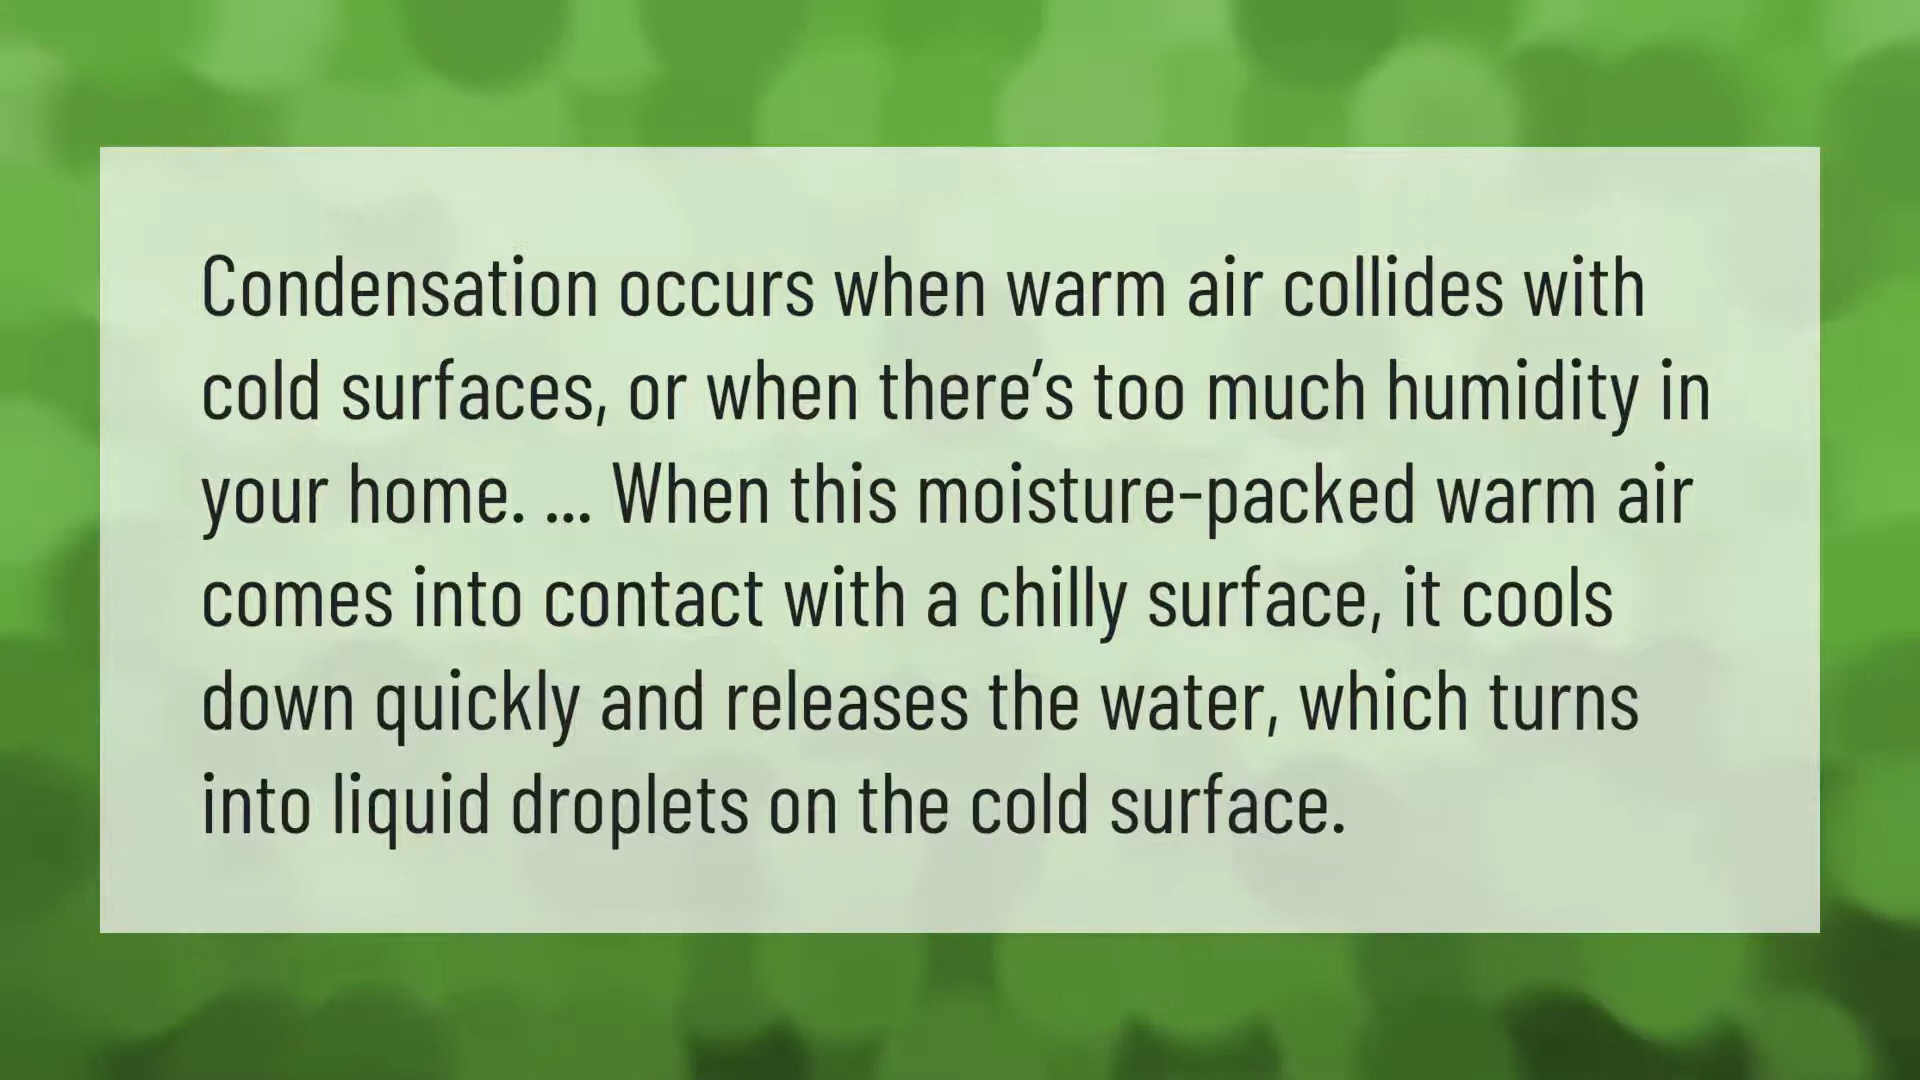 Condensation occurs when warm air collides with
cold surfaces, or when there’s too much humidity in
your home. ... When this moisture-packed warm air
comes into contact with a chilly surface, it cools
down quickly and releases the water, which turns
into liquid droplets on the cold surface.